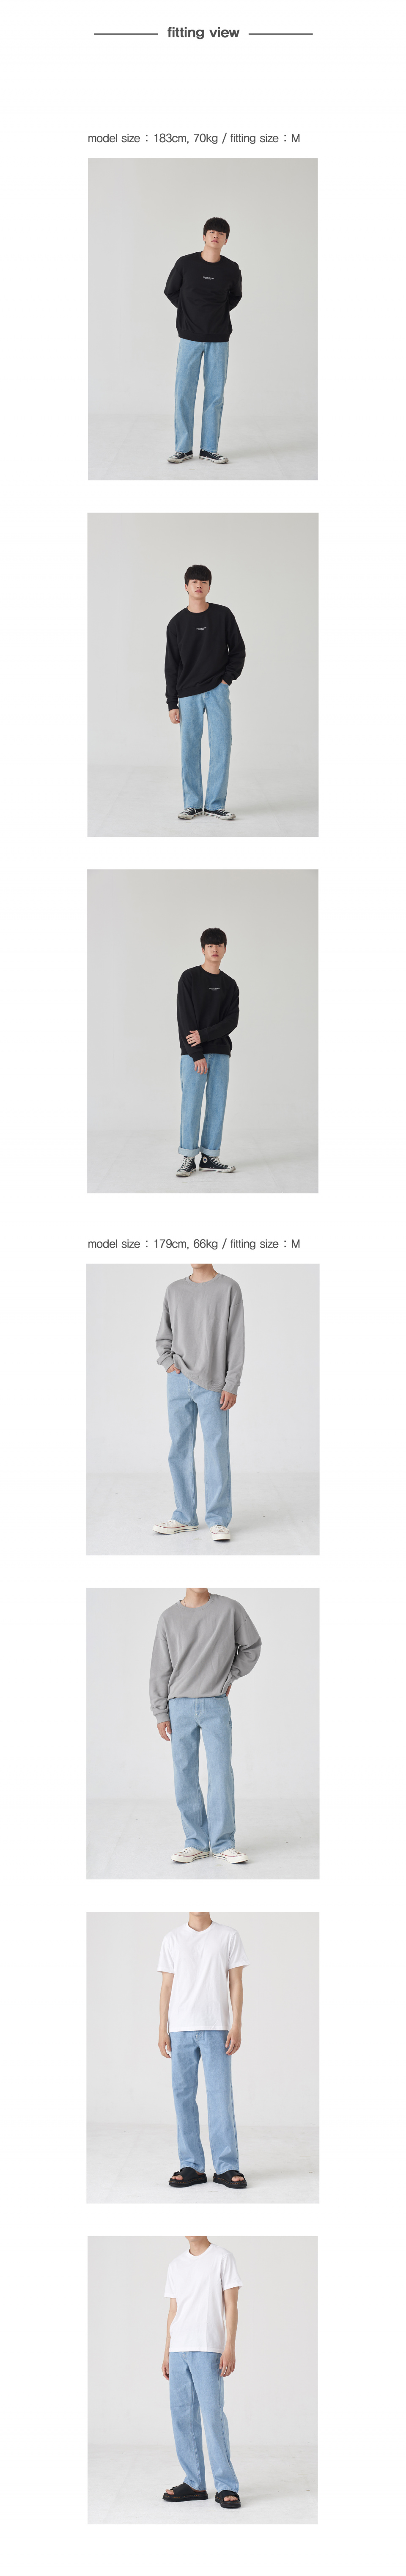 fitting view
model size : 183cm, 70kg / fitting size : M
model size : 179cm, 66kg / fitting size : M